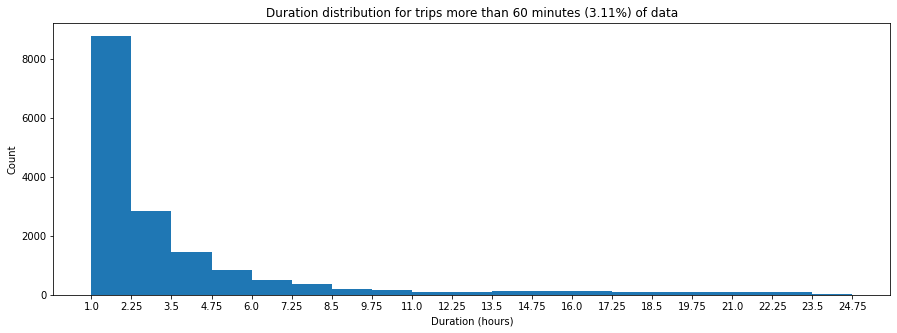 Duration distribution for trips more than 60 minutes (3.11%) of data
Count
8000
6000
4000
2000
0
1.0 2.25 3.5 4.75 6.0 7.25 8.5 9.75 11.0 12.25 13.5 14.75 16.0 17.25 18.5 19.75 21.0 22.25 23.5 24.75
Duration (hours)